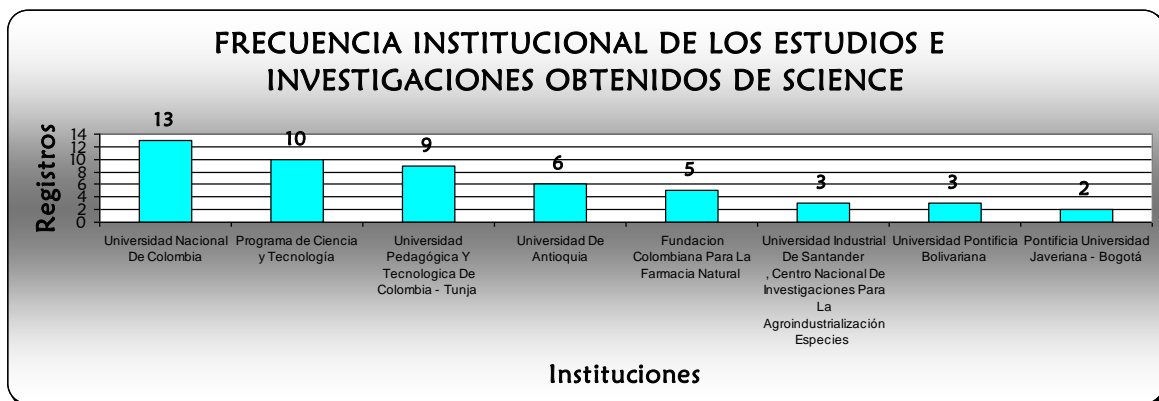 FRECUENCIA INSTITUCIONAL DE LOS ESTUDIOS E
INVESTIGACIONES OBTENIDOS DE SCIENCE
Registros
14
12
10
8
6
4
2
0
13
10
9
6
5
3
3
2
Universidad Nacional
De Colombia
Programa de Ciencia
y Tecnología
Universidad
Pedagógica Y
Tecnologica De
Colombia - Tunja
Universidad De
Antioquia
Fundacion
Colombiana Para La
Farmacia Natural
Universidad Industrial
De Santander
, Centro Nacional De
Investigaciones Para
La
Agroindustrialización
Especies
Universidad Pontificia
Bolivariana
Pontificia Universidad
Javeriana - Bogotá
Instituciones